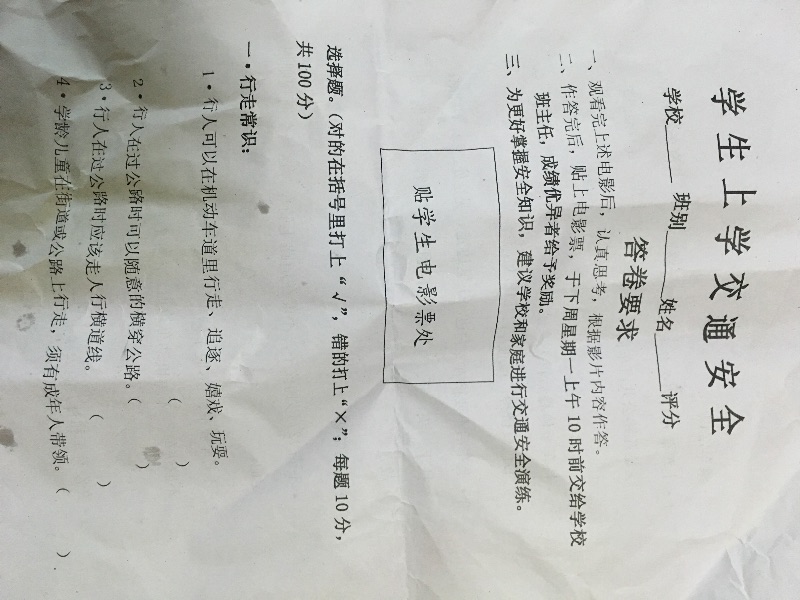 学生上学交通安全
学校_____ 班别_____姓名_____评分
答卷要求
一、观看完上述电影后，认真思考，根据影片内容作答。
二、作答完后，贴上电影票，于下周星期一上午10时前交给学校
班主任，成绩优异者给予奖励。
三、为更好掌握安全知识，建议学校和家庭进行交通安全演练。
贴学生电影票处
选择题。（对的在括号里打上“√”，错的打上“×”；每题10分，
共100分）
一·行走常识：
1·行人可以在机动车道里行走、追逐、嬉戏、玩耍。
（ ）
2·行人在过公路时可以随意的横穿公路。（ ）
3·行人在过公路时应该走人行横道线。 （ ）
4·学龄儿童在街道或公路上行走，须有成年人带领。（ ）.